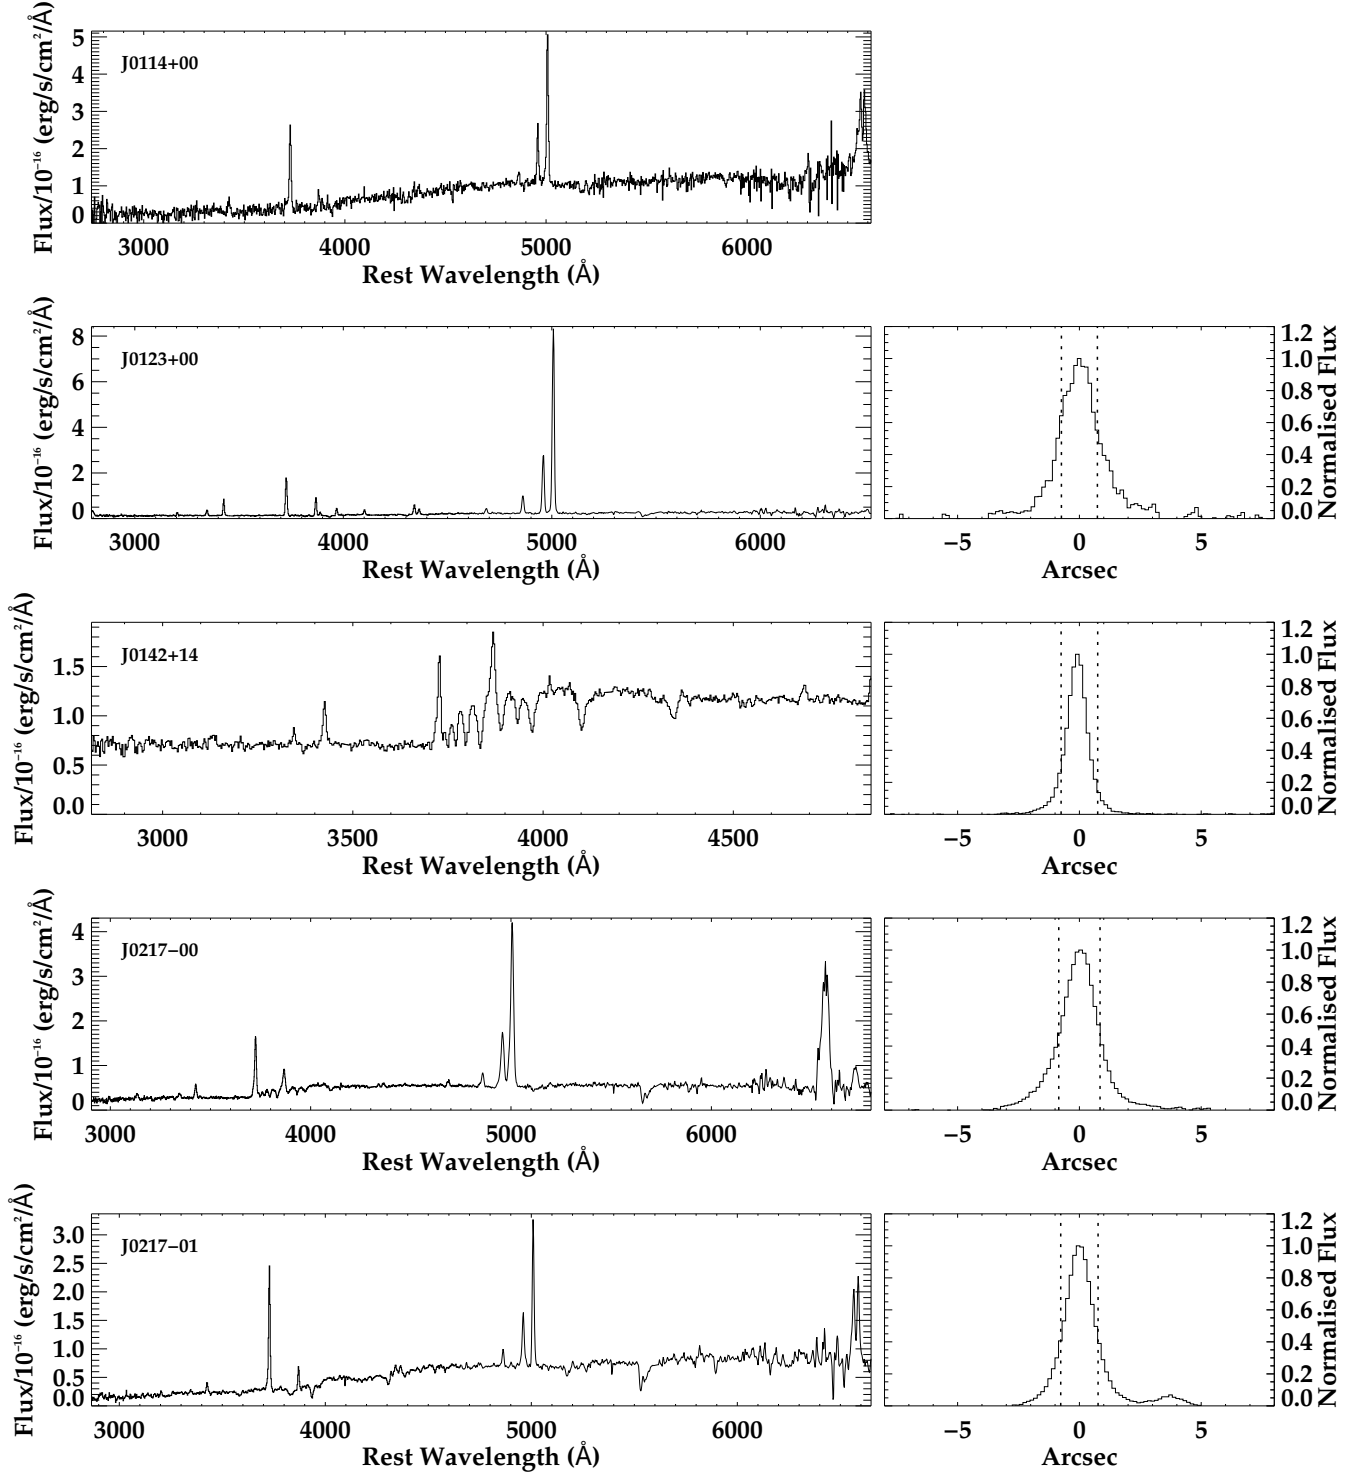 J0114+00
Flux/10⁻¹⁶ (erg/s/cm²/Å)
5
4
3
2
1
0
3000 4000 5000 6000
Rest Wavelength (Å)
J0123+00
Flux/10⁻¹⁶ (erg/s/cm²/Å)
8
6
4
2
0
3000 4000 5000 6000
Rest Wavelength (Å)
1.2
1.0
0.8
0.6
0.4
0.2
0.0
Normalised Flux
−5 0 5
Arcsec
J0142+14
Flux/10⁻¹⁶ (erg/s/cm²/Å)
1.5
1.0
0.5
0.0
3000 3500 4000 4500
Rest Wavelength (Å)
1.2
1.0
0.8
0.6
0.4
0.2
0.0
Normalised Flux
−5 0 5
Arcsec
J0217−00
Flux/10⁻¹⁶ (erg/s/cm²/Å)
4
3
2
1
0
3000 4000 5000 6000
Rest Wavelength (Å)
1.2
1.0
0.8
0.6
0.4
0.2
0.0
Normalised Flux
−5 0 5
Arcsec
J0217−01
Flux/10⁻¹⁶ (erg/s/cm²/Å)
3.0
2.5
2.0
1.5
1.0
0.5
0.0
3000 4000 5000 6000
Rest Wavelength (Å)
1.2
1.0
0.8
0.6
0.4
0.2
0.0
Normalised Flux
−5 0 5
Arcsec